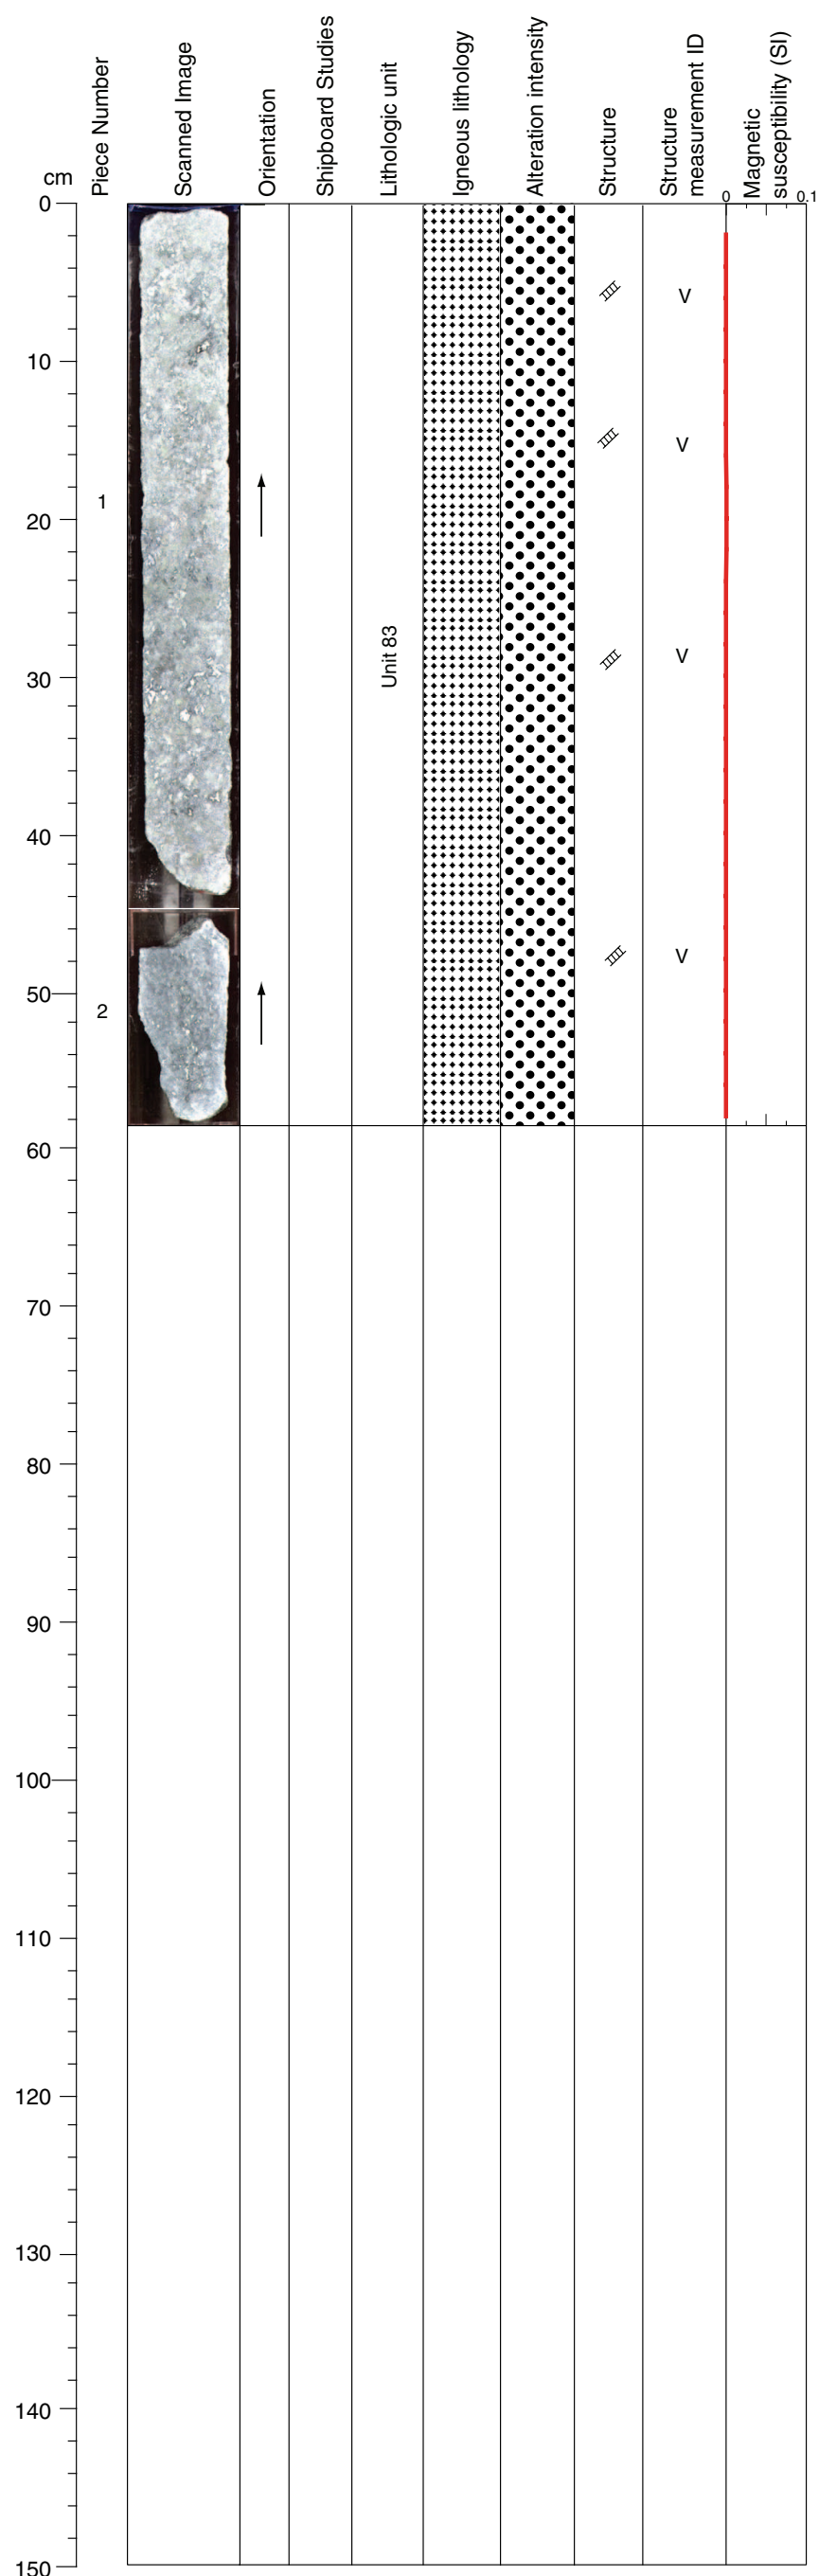 cm
Piece Number
Scanned Image
Orientation
Shipboard Studies
Lithologic unit
Igneous lithology
Alteration intensity
Structure
Structure
measurement ID
Magnetic
susceptibility (SI)
0
0
0.1
V
10
V
1
20
Unit 83
V
30
40
V
50
2
60
70
80
90
100
110
120
130
140
150